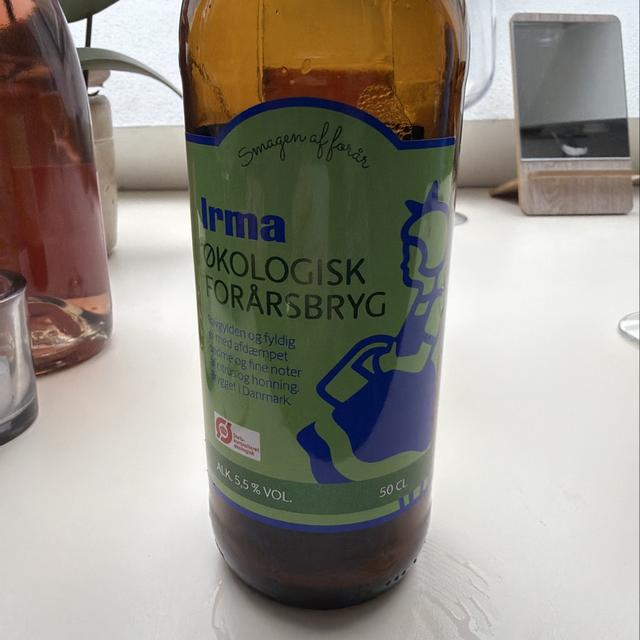 Smagen af forår
Irma
ØKOLOGISK
FORÅRSBRYG
og fyldig
med afdæmpet
og fine noter
og honning.
i Danmark.
Ø
ALK. 5,5 % VOL.
50 CL